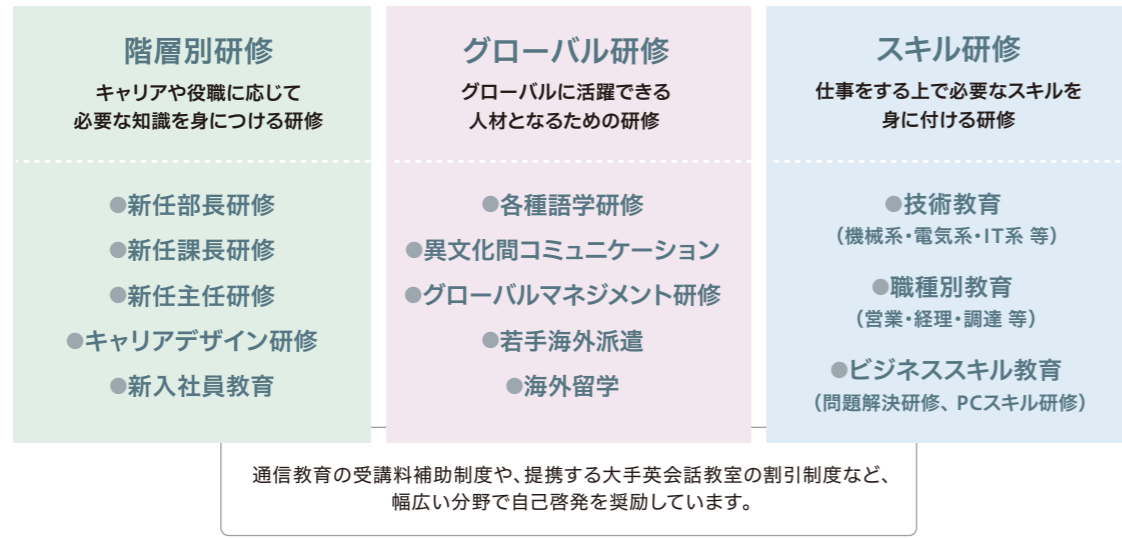 階層別研修
キャリアや役職に応じて
必要な知識を身につける研修
●新任部長研修
●新任課長研修
●新任主任研修
●キャリアデザイン研修
●新入社員教育
グローバル研修
グローバルに活躍できる
人材となるための研修
●各種語学研修
●異文化間コミュニケーション
●グローバルマネジメント研修
●若手海外派遣
●海外留学
スキル研修
仕事をする上で必要なスキルを
身に付ける研修
●技術教育
（機械系・電気系・IT系 等）
●職種別教育
（営業・経理・調達 等）
●ビジネススキル教育
（問題解決研修、PCスキル研修）
通信教育の受講料補助制度や、提携する大手英会話教室の割引制度など、
幅広い分野で自己啓発を奨励しています。